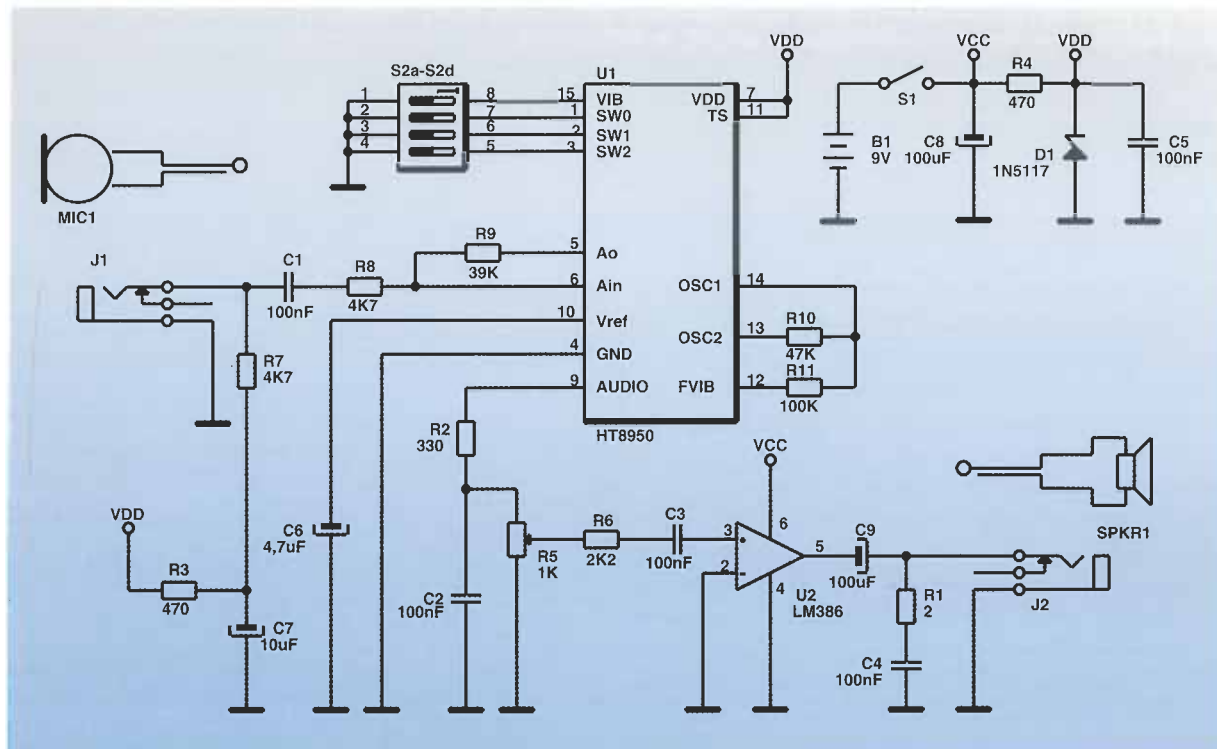 S2a-S2d
1
2
3
4
8
7
6
5
U1
15 VIB
1 SW0
2 SW1
3 SW2
VDD 7
TS 11
VDD
S1
B1
9V
VCC
C8
100uF
R4
470
VDD
D1
1N5117
C5
100nF
MIC1
J1
C1
100nF
R8
4K7
R9
39K
5 Ao
6 Ain
10 Vref
4 GND
9 AUDIO
OSC1 14
OSC2 13
FVIB 12
R10
47K
R11
100K
HT8950
R7
4K7
R2
330
VDD
R3
470
C7
10uF
C6
4,7uF
C2
100nF
R5
1K
R6
2K2
C3
100nF
VCC
3
2
6
5
4
+
-
U2
LM386
C9
100uF
R1
2
C4
100nF
J2
SPKR1